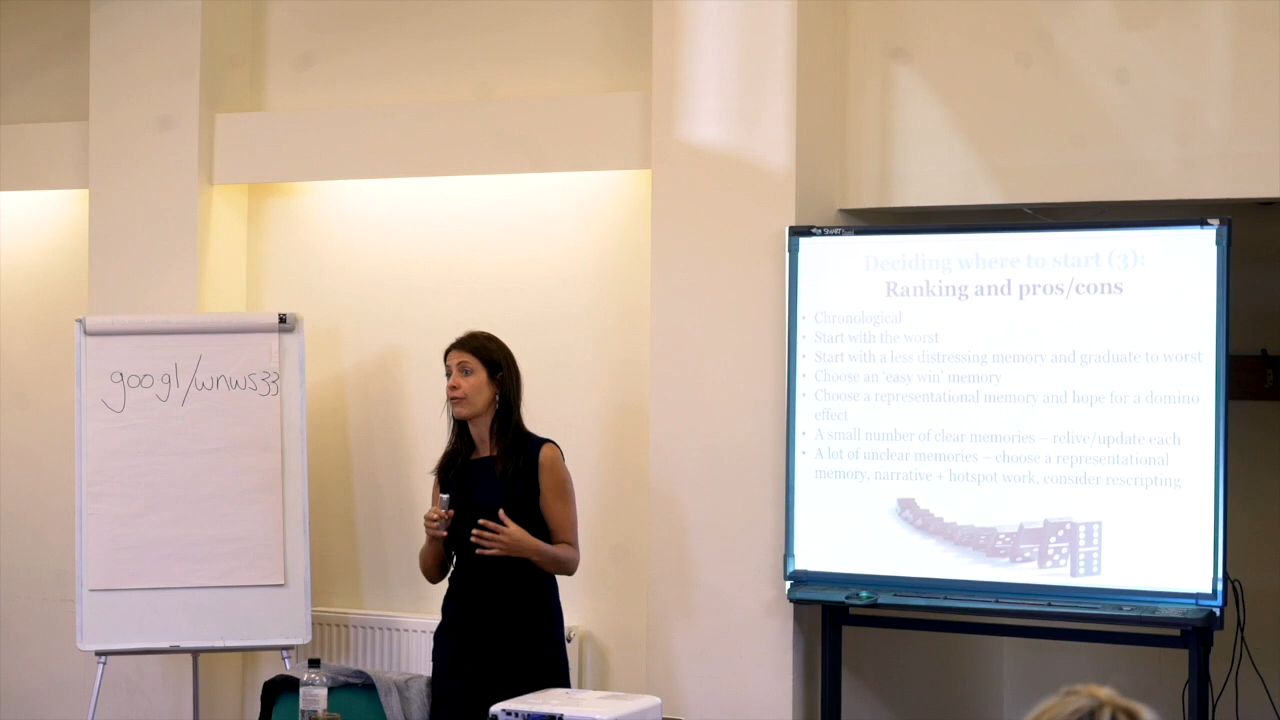 goo gl/wnws33
SMART
Deciding where to start (3):
Ranking and pros/cons
• Chronological
• Start with the worst
• Start with a less distressing memory and graduate to worst
• Choose an 'easy win' memory
• Choose a representational memory and hope for a domino
effect
• A small number of clear memories – relive/update each
• A lot of unclear memories – choose a representational
memory, narrative + hotspot work, consider rescripting